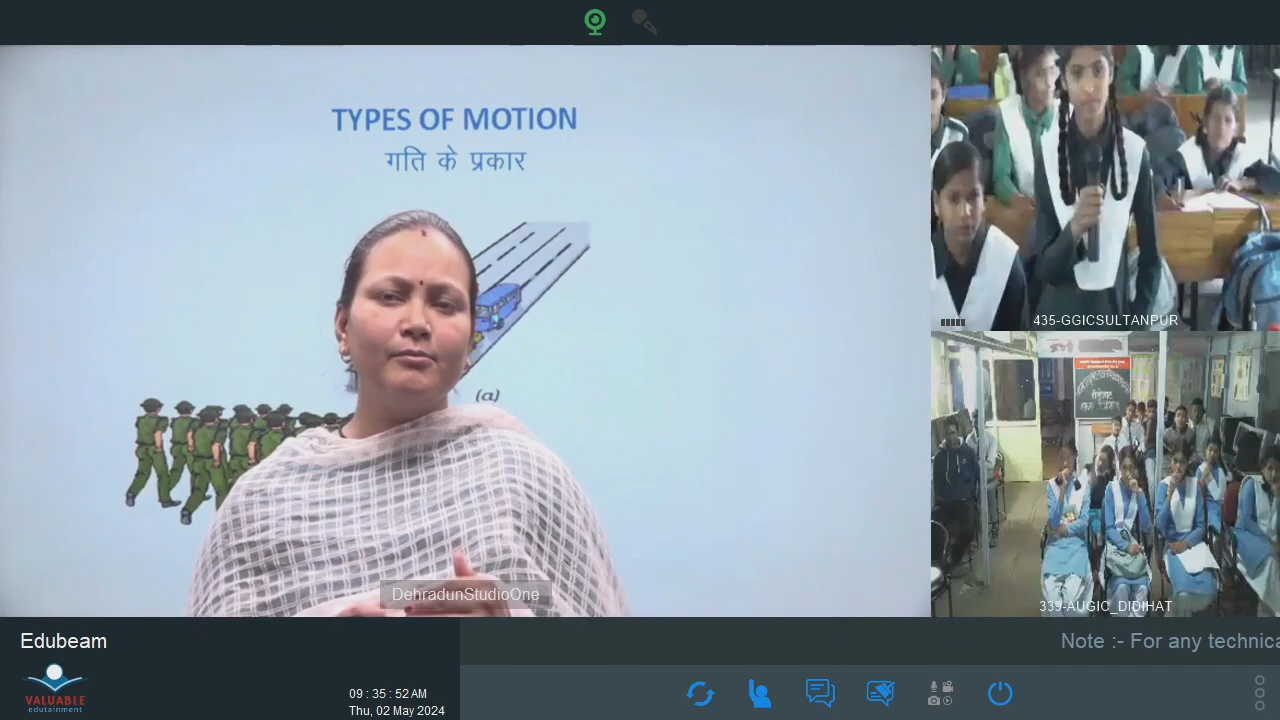 TYPES OF MOTION
गति के प्रकार
(a)
DehradunStudioOne
435-GGICSULTANPUR
339-AUGIC_DIDIHAT
Edubeam
VALUABLE
edutainment
09 : 35 : 52 AM
Thu, 02 May 2024
Note :- For any technica